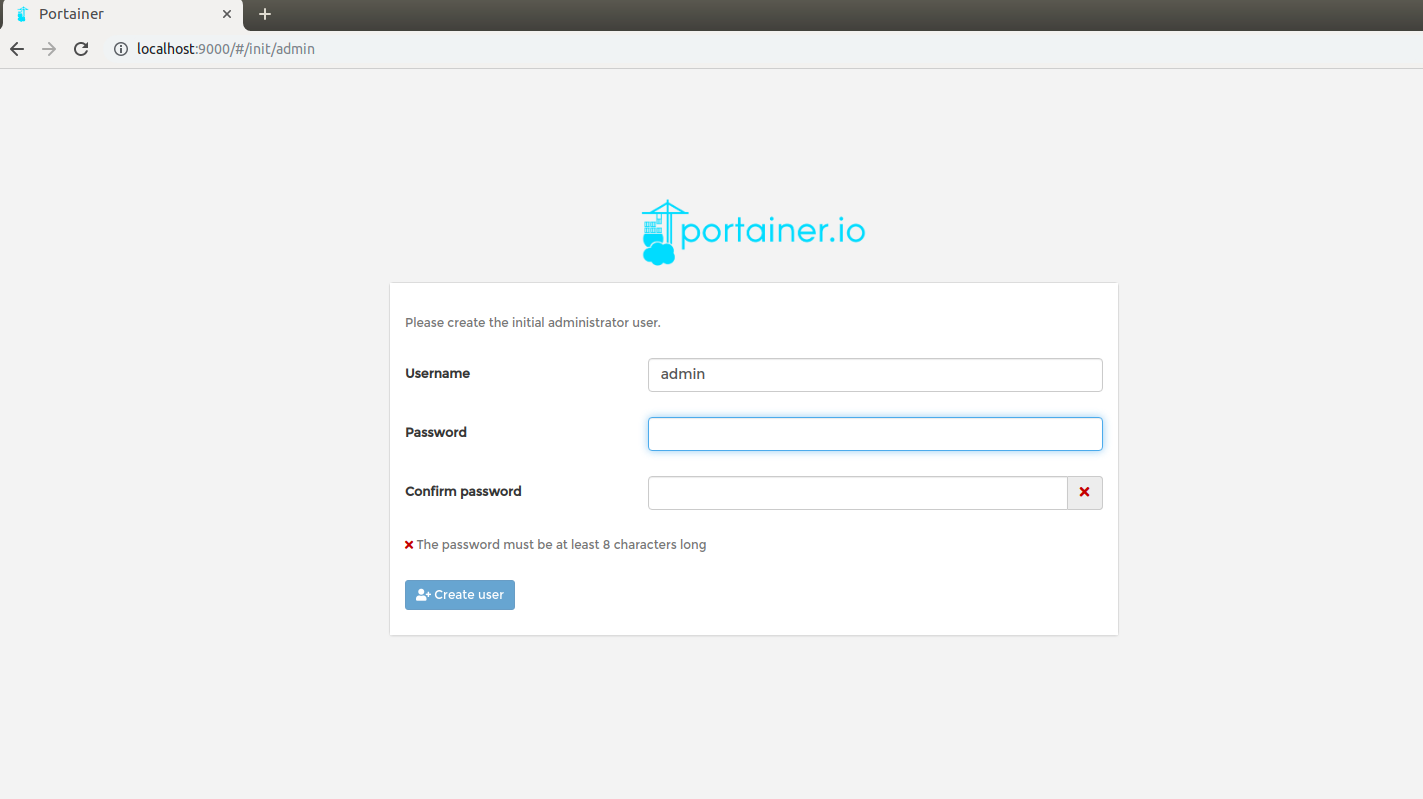 Portainer
localhost:9000/#/init/admin
portainer.io
Please create the initial administrator user.
Username
admin
Password
Confirm password
The password must be at least 8 characters long
Create user